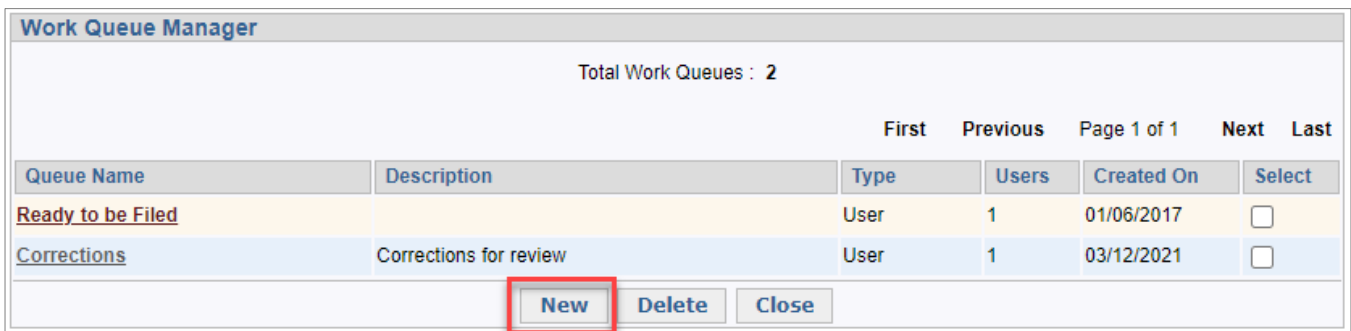 Work Queue Manager
Total Work Queues : 2
First Previous Page 1 of 1 Next Last
Queue Name Description Type Users Created On Select
Ready to be Filed User 1 01/06/2017
Corrections Corrections for review User 1 03/12/2021
New Delete Close